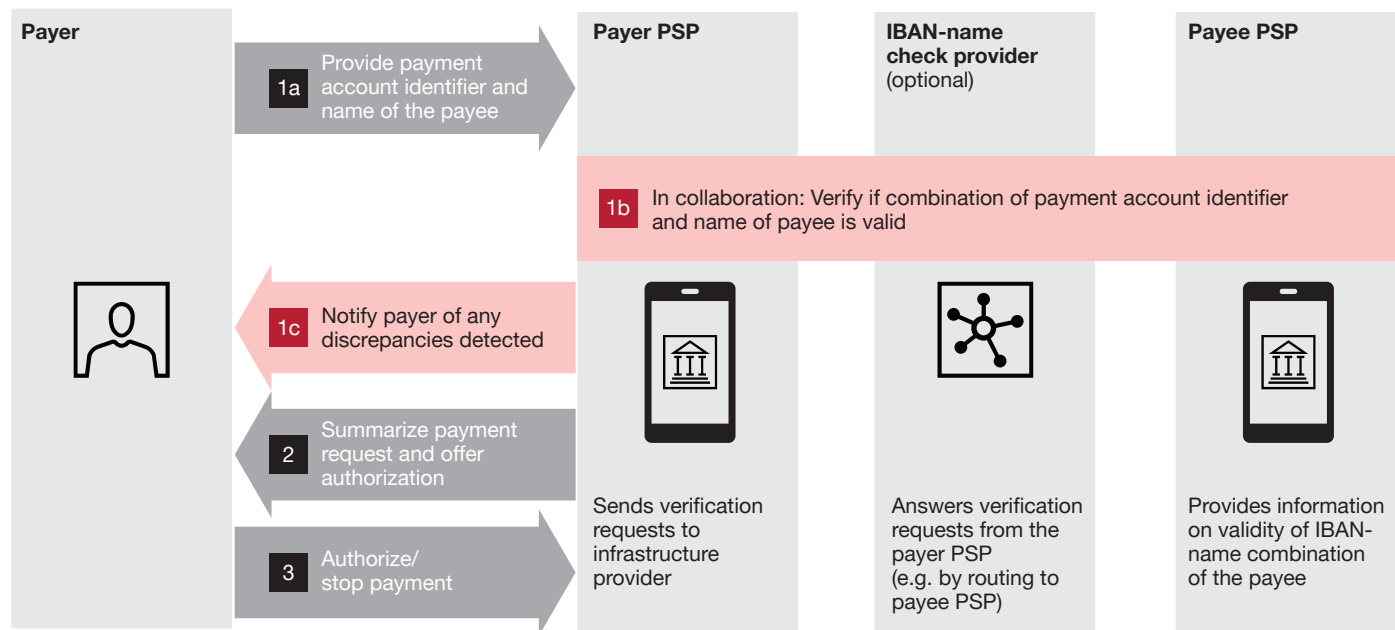 Payer
Payer PSP
IBAN-name
check provider
(optional)
Payee PSP
1a
Provide payment
account identifier and
name of the payee
1b
In collaboration: Verify if combination of payment account identifier
and name of payee is valid
1c
Notify payer of any
discrepancies detected
2
Summarize payment
request and offer
authorization
3
Authorize/
stop payment
Sends verification
requests to
infrastructure
provider
Answers verification
requests from the
payer PSP
(e.g. by routing to
payee PSP)
Provides information
on validity of IBAN-
name combination
of the payee